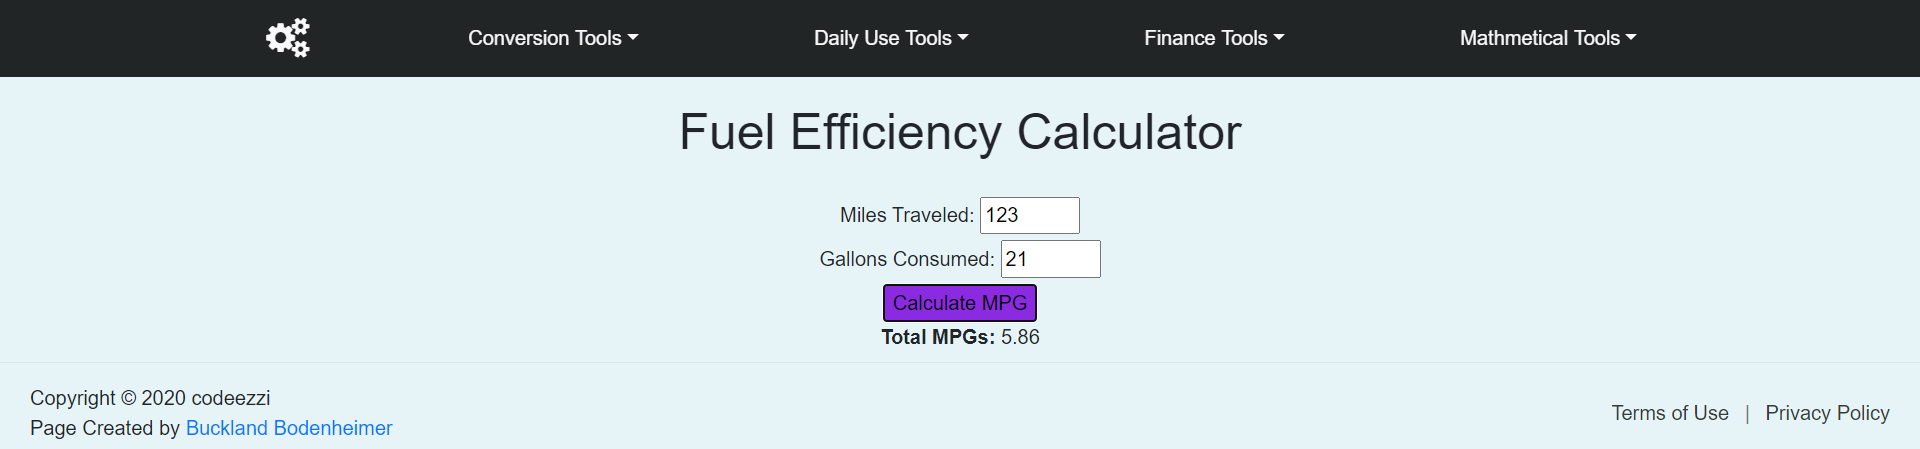 Conversion Tools Daily Use Tools Finance Tools Mathmetical Tools
Fuel Efficiency Calculator
Miles Traveled: 123
Gallons Consumed: 21
Calculate MPG
Total MPGs: 5.86
Copyright © 2020 codeezzi
Page Created by Buckland Bodenheimer
Terms of Use | Privacy Policy